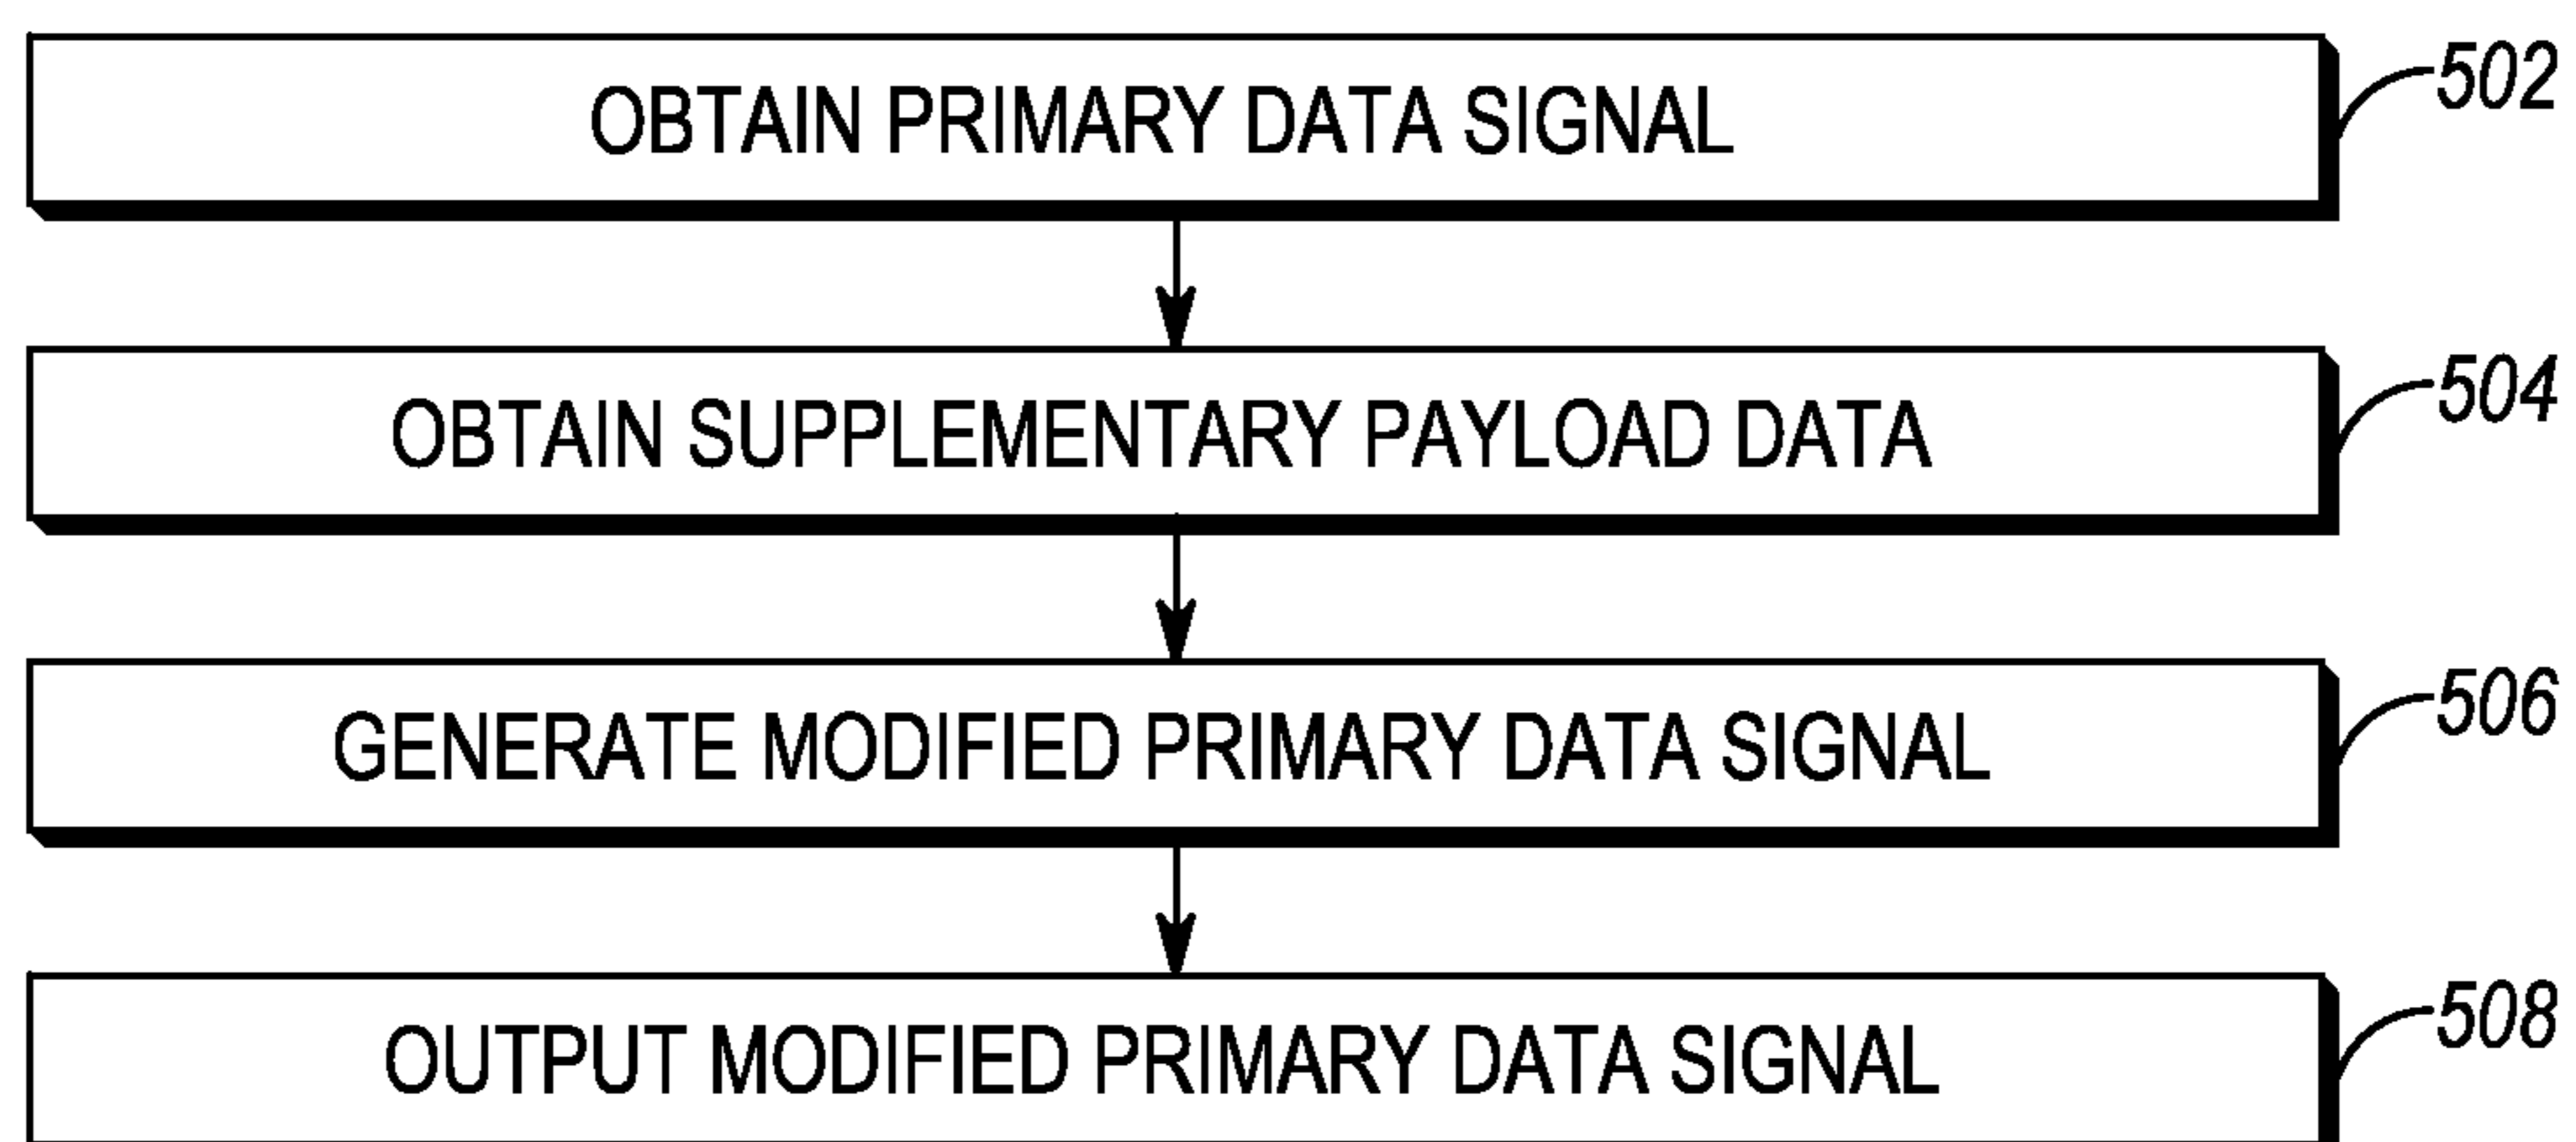 OBTAIN PRIMARY DATA SIGNAL
502
OBTAIN SUPPLEMENTARY PAYLOAD DATA
504
GENERATE MODIFIED PRIMARY DATA SIGNAL
506
OUTPUT MODIFIED PRIMARY DATA SIGNAL
508